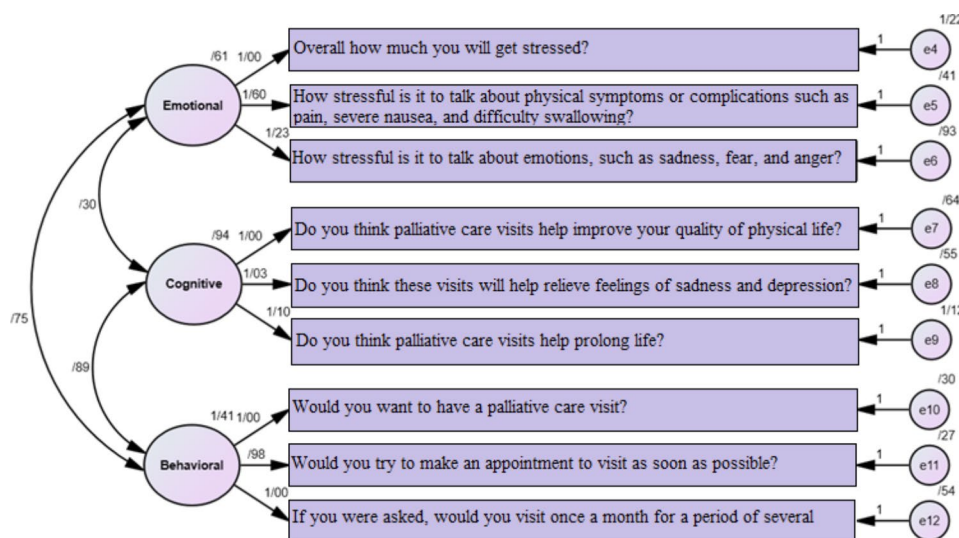 1/22
/61 1/00 Overall how much you will get stressed? 1 e4
/41
Emotional 1/60 How stressful is it to talk about physical symptoms or complications such as
pain, severe nausea, and difficulty swallowing? 1 e5
/93
1/23 How stressful is it to talk about emotions, such as sadness, fear, and anger? 1 e6
/30
/64
/94 1/00 Do you think palliative care visits help improve your quality of physical life? 1 e7
/55
Cognitive 1/03 Do you think these visits will help relieve feelings of sadness and depression? 1 e8
/75
1/12
1/10 Do you think palliative care visits help prolong life? 1 e9
/89
/30
1/41 1/00 Would you want to have a palliative care visit? 1 e10
/27
Behavioral /98 Would you try to make an appointment to visit as soon as possible? 1 e11
/54
1/00 If you were asked, would you visit once a month for a period of several 1 e12